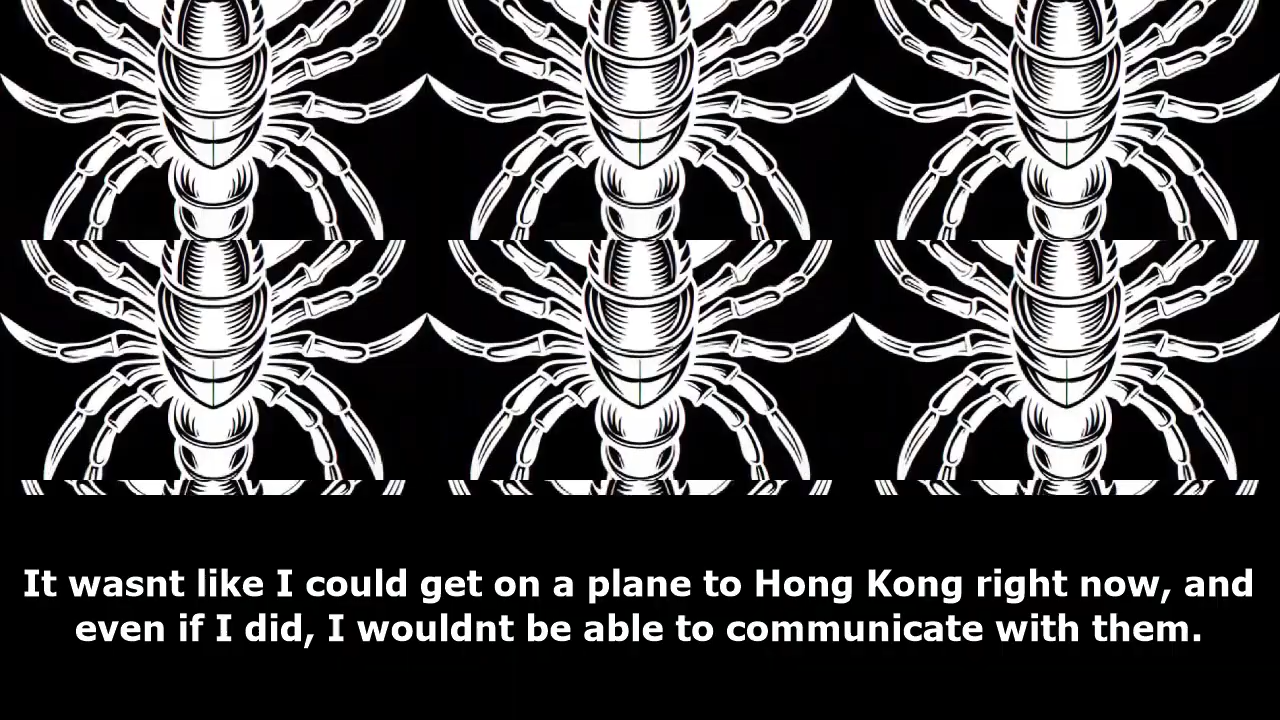 It wasnt like I could get on a plane to Hong Kong right now, and
even if I did, I wouldnt be able to communicate with them.